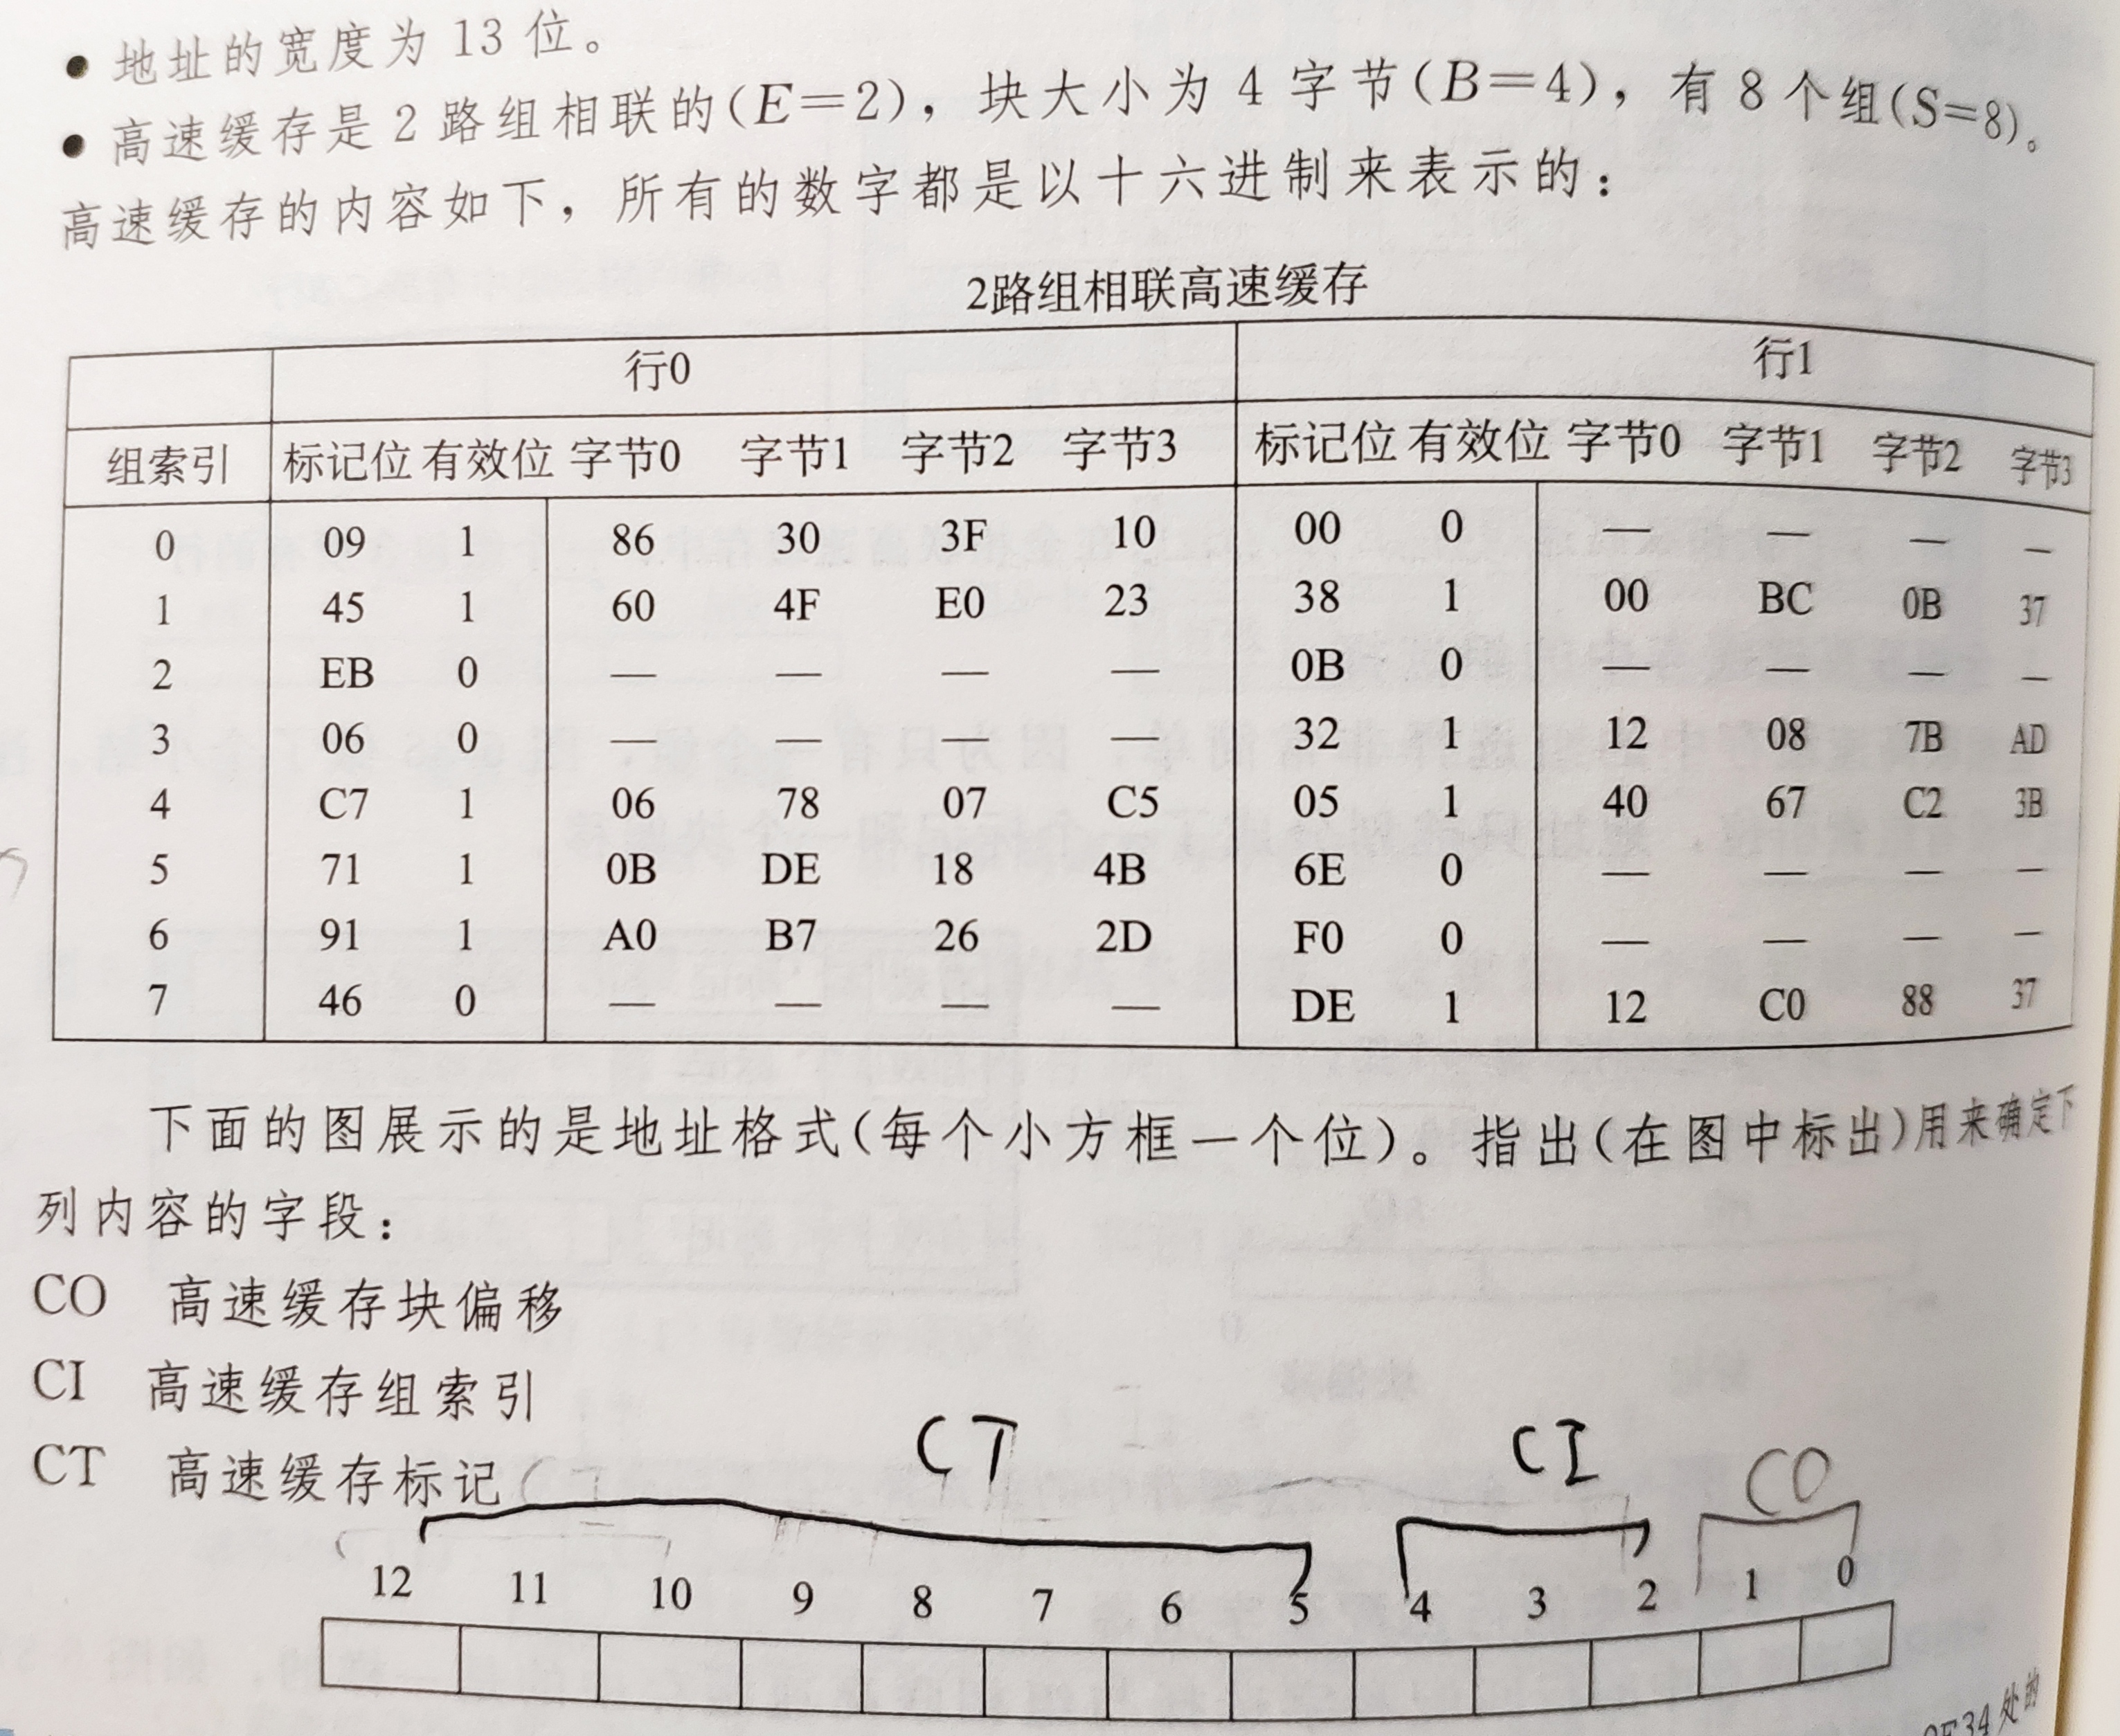 ● 地址的宽度为 13 位。
● 高速缓存是 2 路组相联的(E=2)，块大小为 4 字节(B=4)，有 8 个组(S=8)。
高速缓存的内容如下，所有的数字都是以十六进制来表示的：
2路组相联高速缓存
行0 行1
组索引 标记位 有效位 字节0 字节1 字节2 字节3 标记位 有效位 字节0 字节1 字节2 字节3
0 09 1 86 30 3F 10 00 0 — — — —
1 45 1 60 4F E0 23 38 1 00 BC 0B 37
2 EB 0 — — — — 0B 0 — — — —
3 06 0 — — — — 32 1 12 08 7B AD
4 C7 1 06 78 07 C5 05 1 40 67 C2 3B
5 71 1 0B DE 18 4B 6E 0 — — — —
6 91 1 A0 B7 26 2D F0 0 — — — —
7 46 0 — — — — DE 1 12 C0 88 37
下面的图展示的是地址格式(每个小方框一个位)。指出(在图中标出)用来确定下
列内容的字段：
CO 高速缓存块偏移
CI 高速缓存组索引
CT 高速缓存标记
CT CI CO
12 11 10 9 8 7 6 5 4 3 2 1 0
34 处的